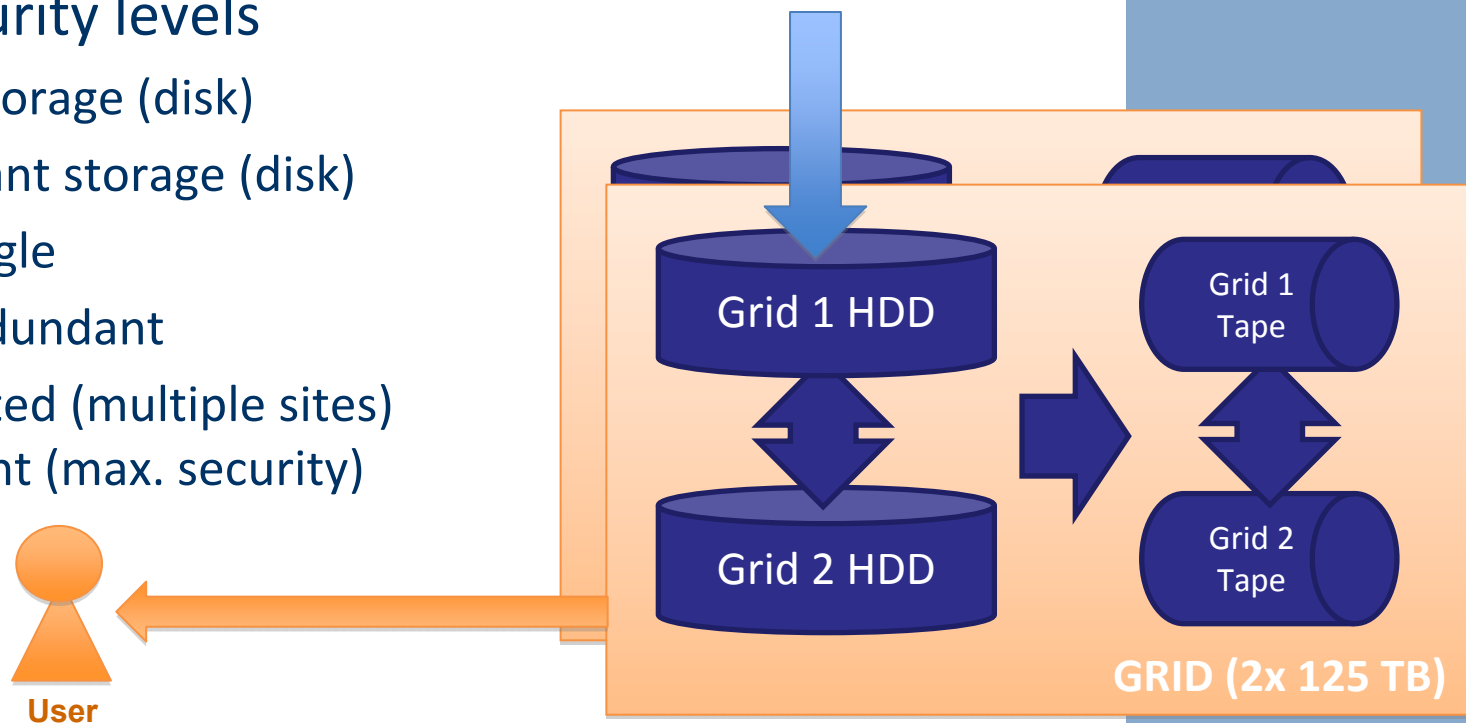 urity levels
orage (disk)
ant storage (disk)
gle
dundant
ted (multiple sites)
nt (max. security)
Grid 1 HDD
Grid 1
Tape
Grid 2 HDD
Grid 2
Tape
GRID (2x 125 TB)
User